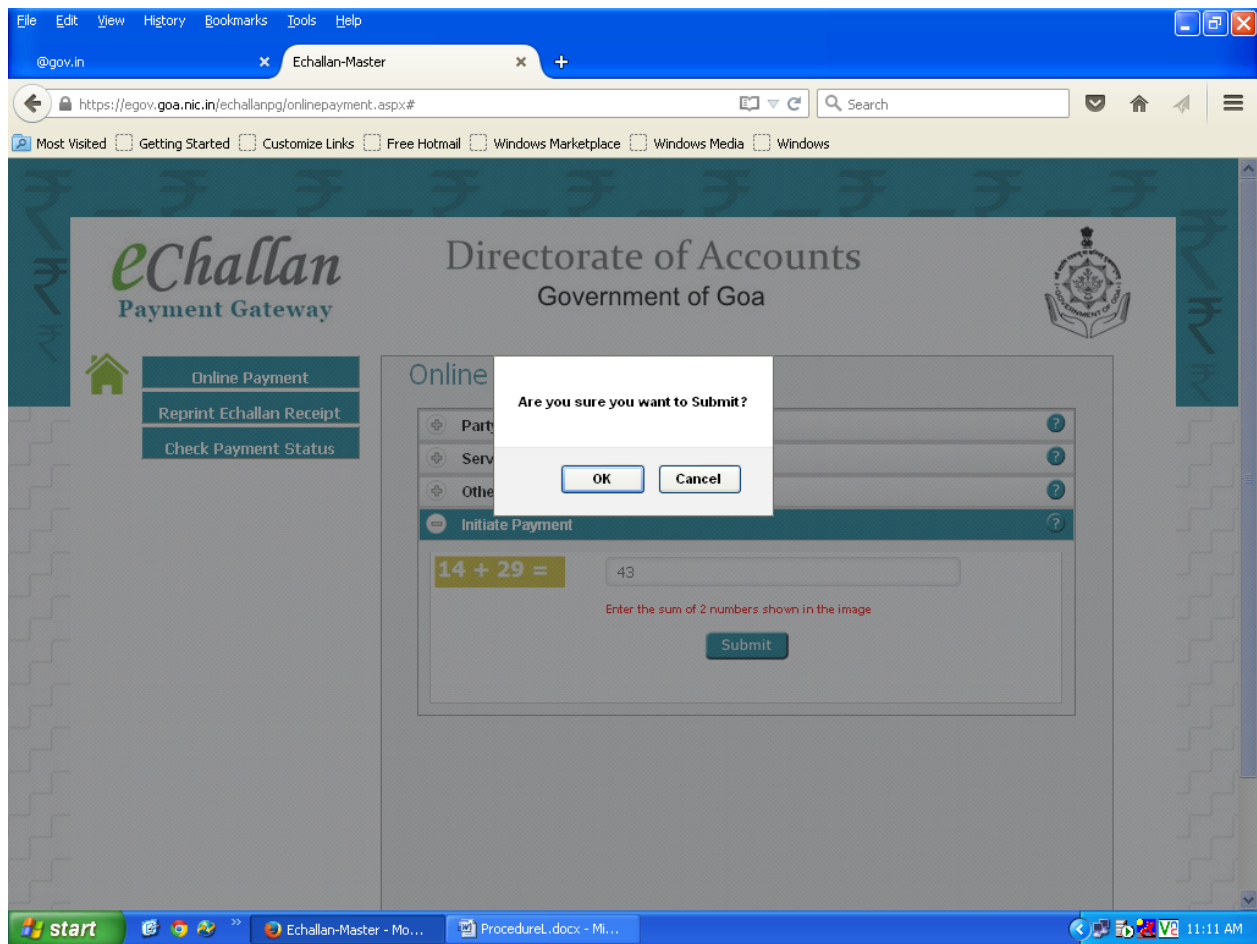 File Edit View History Bookmarks Tools Help
@gov.in
Echallan-Master
https://egov.goa.nic.in/echallanpg/onlinepayment.aspx#
Search
Most Visited Getting Started Customize Links Free Hotmail Windows Marketplace Windows Media Windows
eChallan
Payment Gateway
Directorate of Accounts
Government of Goa
Online Payment
Reprint Echallan Receipt
Check Payment Status
Online
Party
Serv
Othe
Are you sure you want to Submit?
OK Cancel
Initiate Payment
14 + 29 = 43
Enter the sum of 2 numbers shown in the image
Submit
start
Echallan-Master - Mo...
ProcedureL.docx - Mi...
11:11 AM